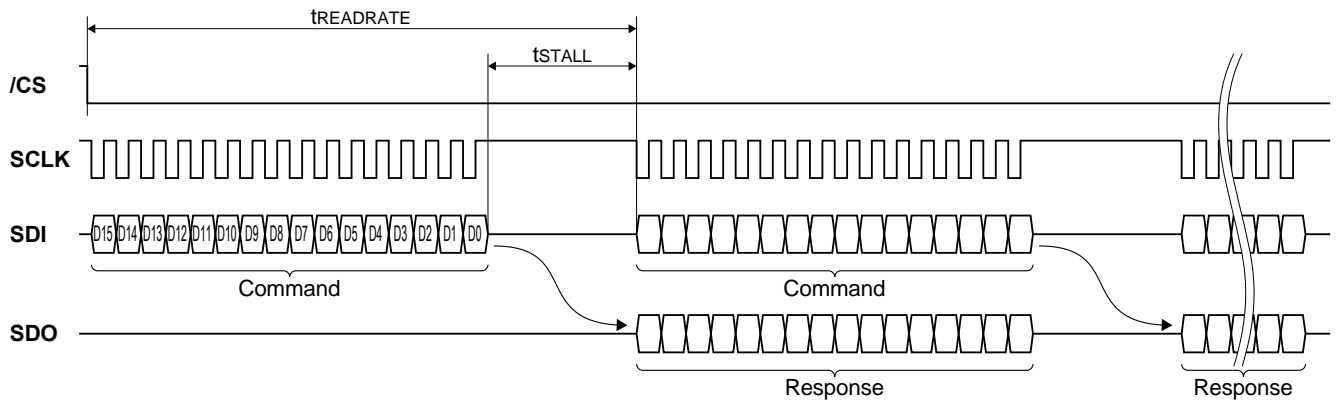 tREADRATE
tSTALL
/CS
SCLK
SDI D15 D14 D13 D12 D11 D10 D9 D8 D7 D6 D5 D4 D3 D2 D1 D0
Command Command
SDO
Response Response